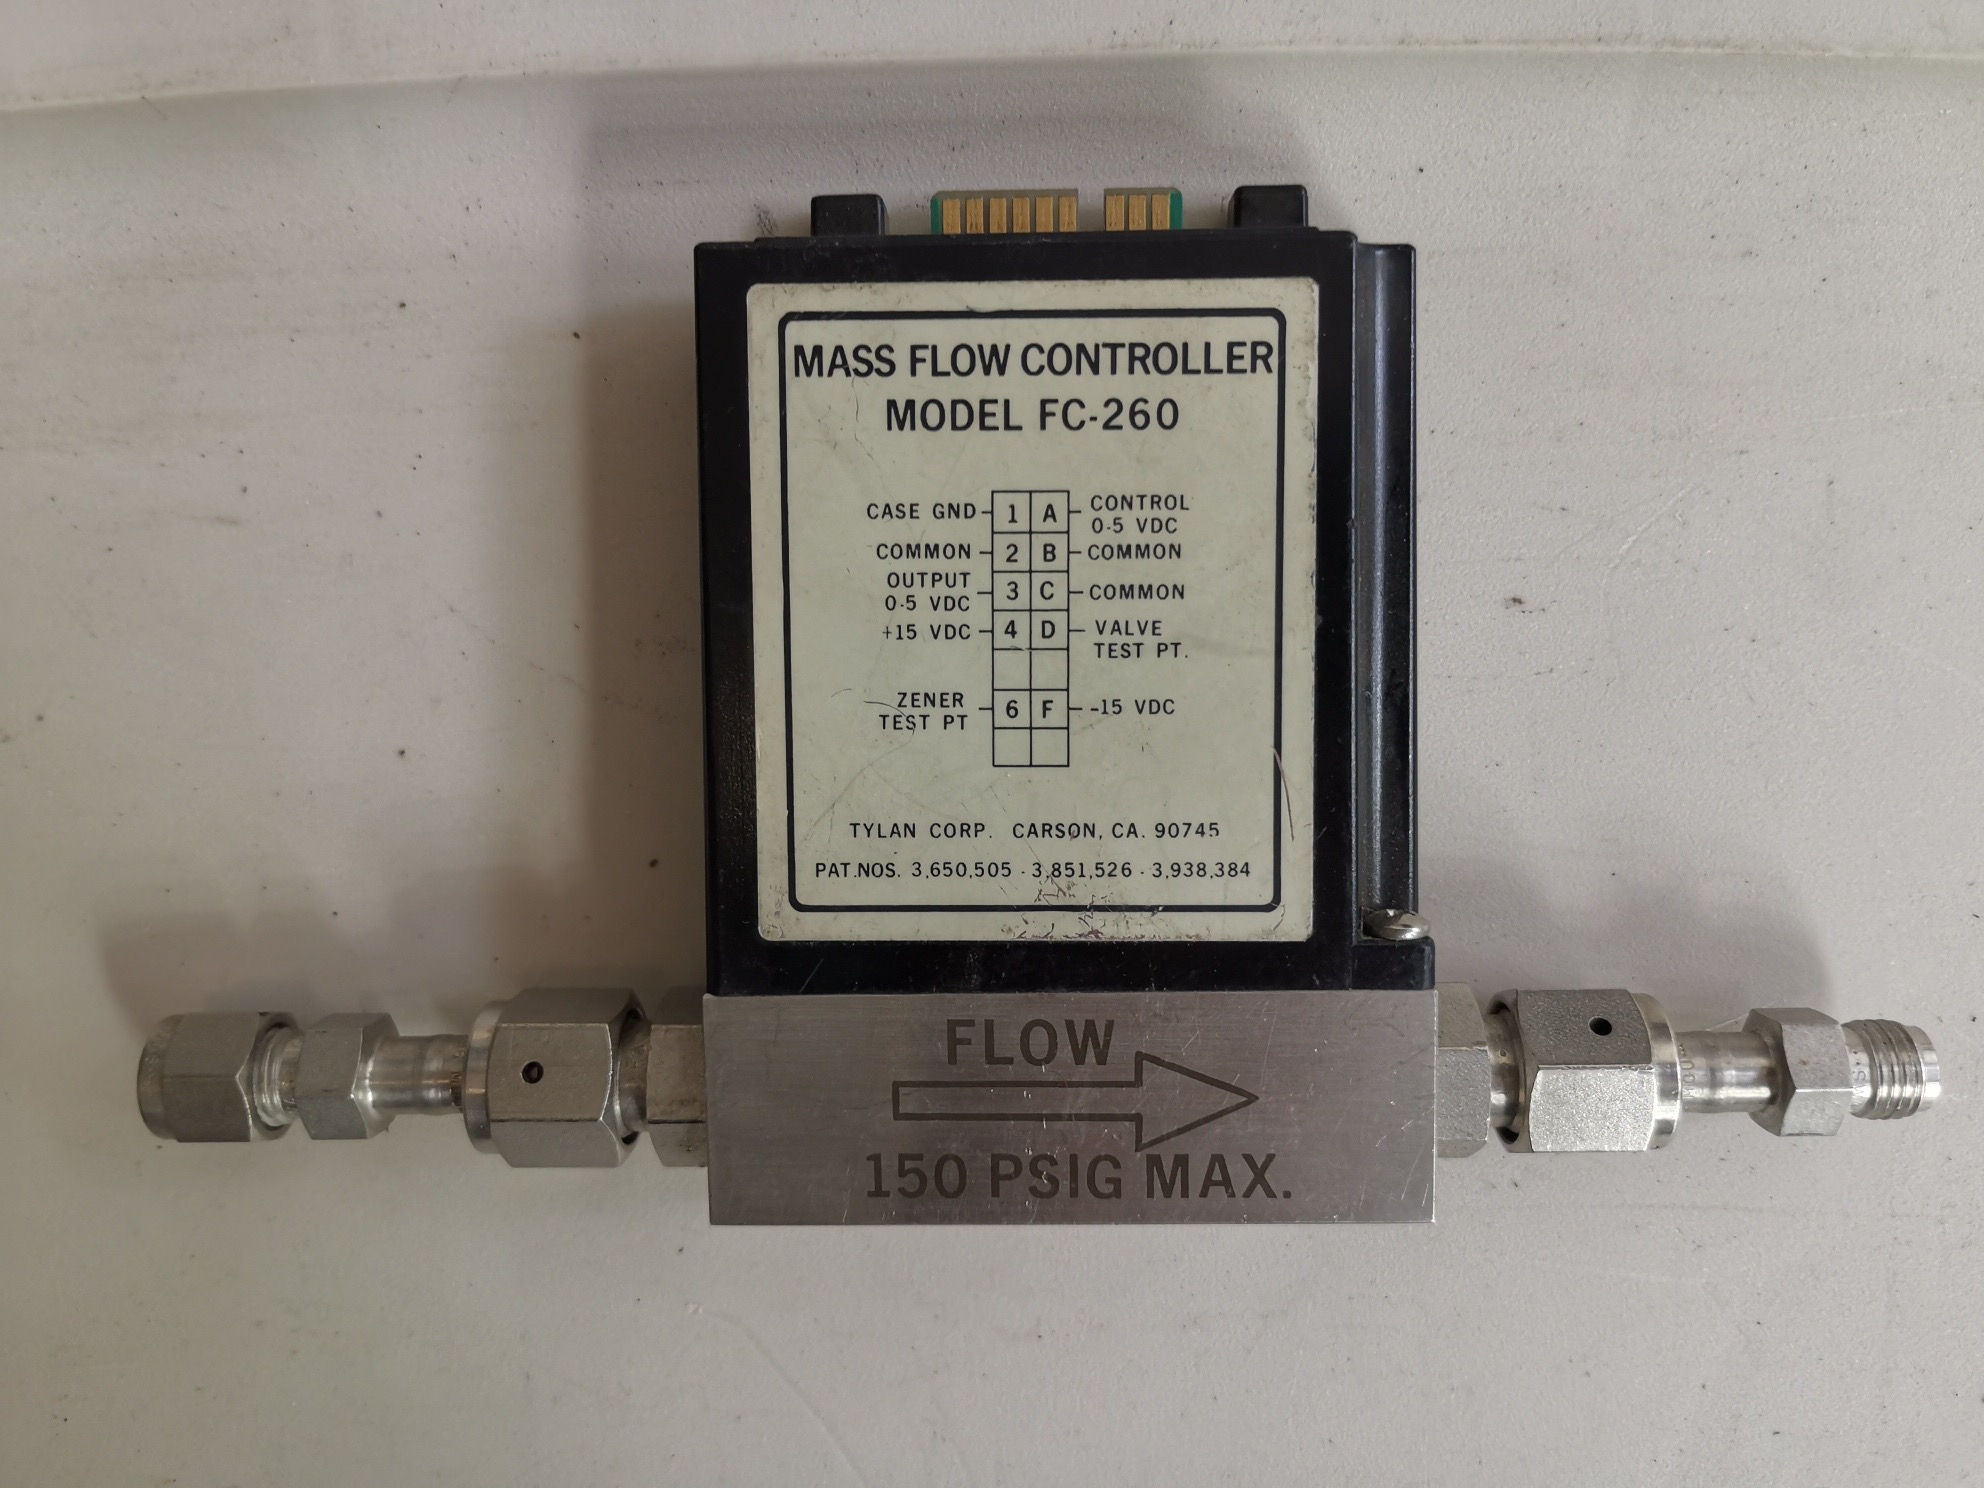 MASS FLOW CONTROLLER
MODEL FC-260
CASE GND 1 A CONTROL 0-5 VDC
COMMON 2 B COMMON
OUTPUT 0-5 VDC 3 C COMMON
+15 VDC 4 D VALVE TEST PT.
ZENER TEST PT 6 F -15 VDC
TYLAN CORP. CARSON, CA. 90745
PAT.NOS. 3,650,505 - 3,851,526 - 3,938,384
FLOW
150 PSIG MAX.